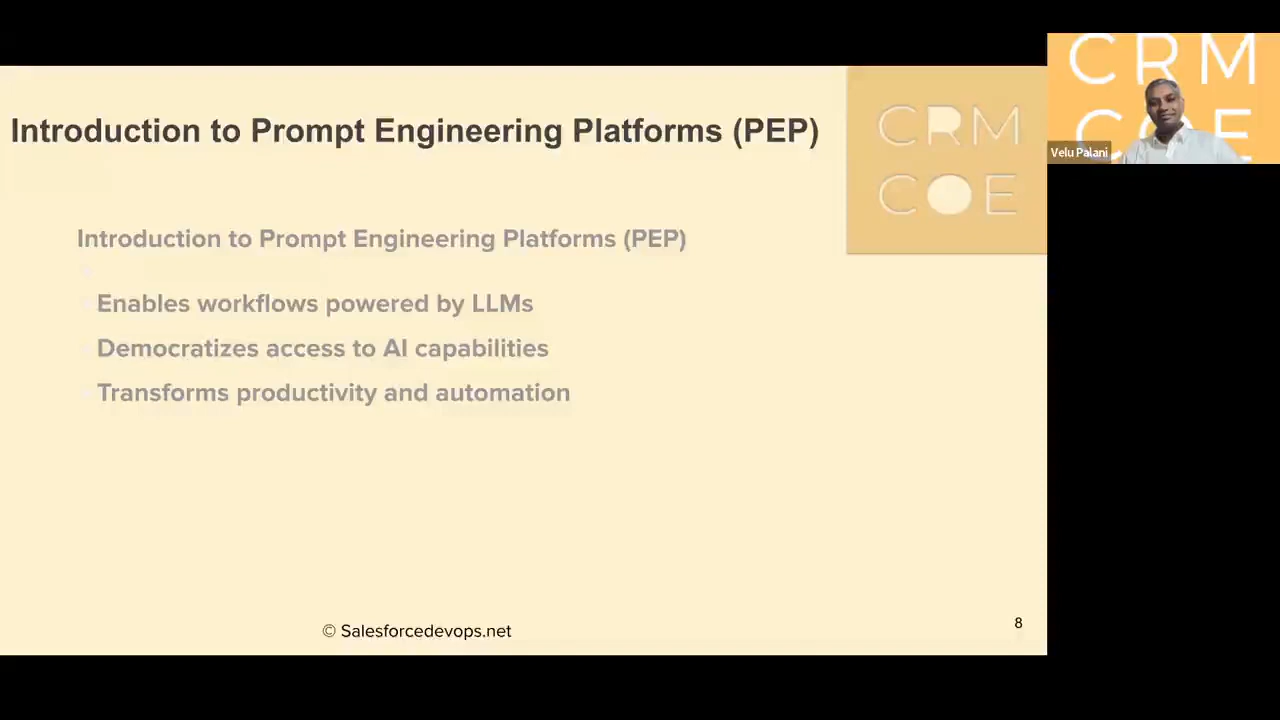 Introduction to Prompt Engineering Platforms (PEP)
CRM
COE
CRM
COE
Velu Palani
Introduction to Prompt Engineering Platforms (PEP)
Enables workflows powered by LLMs
Democratizes access to AI capabilities
Transforms productivity and automation
© Salesforcedevops.net
8